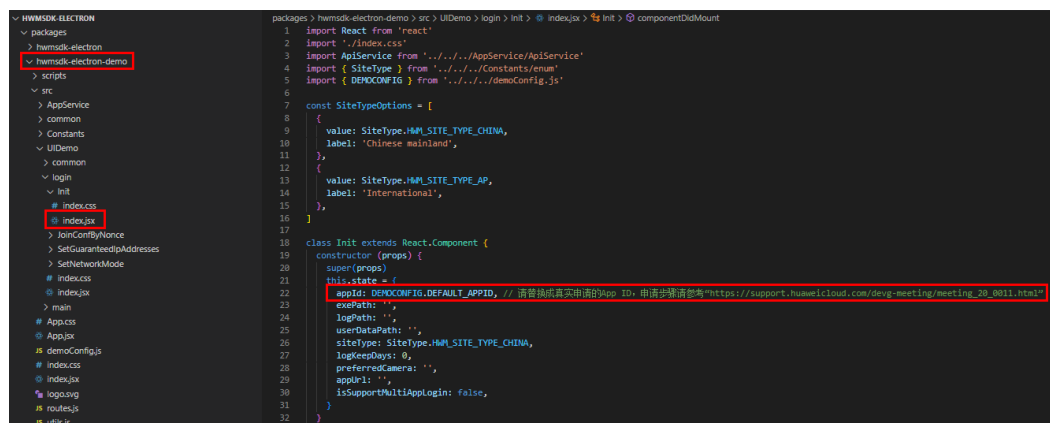 HWMSDK-ELECTRON
packages
hwmsdk-electron
hwmsdk-electron-demo
scripts
src
AppService
common
Constants
UIDemo
common
login
Init
# index.css
index.jsx
JoinConfByNonce
SetGuaranteedIpAddresses
SetNetworkMode
# index.css
index.jsx
main
# App.css
App.jsx
JS demoConfig.js
# index.css
index.jsx
logo.svg
JS routes.js
JS utils.js
packages > hwmsdk-electron-demo > src > UIDemo > login > Init > index.jsx > Init > componentDidMount
1 import React from 'react'
2 import './index.css'
3 import ApiService from '../../../AppService/ApiService'
4 import { SiteType } from '../../../Constants/enum'
5 import { DEMOCONFIG } from '../../../demoConfig.js'
6
7 const SiteTypeOptions = [
8 {
9 value: SiteType.HWM_SITE_TYPE_CHINA,
10 label: 'Chinese mainland',
11 },
12 {
13 value: SiteType.HWM_SITE_TYPE_AP,
14 label: 'International',
15 },
16 ]
17
18 class Init extends React.Component {
19 constructor (props) {
20 super(props)
21 this.state = {
22 appId: DEMOCONFIG.DEFAULT_APPID, // 请替换成真实申请的App ID，申请步骤请参考"https://support.huaweicloud.com/devg-meeting/meeting_20_0011.html"
23 exePath: '',
24 logPath: '',
25 userDataPath: '',
26 siteType: SiteType.HWM_SITE_TYPE_CHINA,
27 logKeepDays: 0,
28 preferredCamera: '',
29 appUrl: '',
30 isSupportMultiAppLogin: false,
31 }
32 }